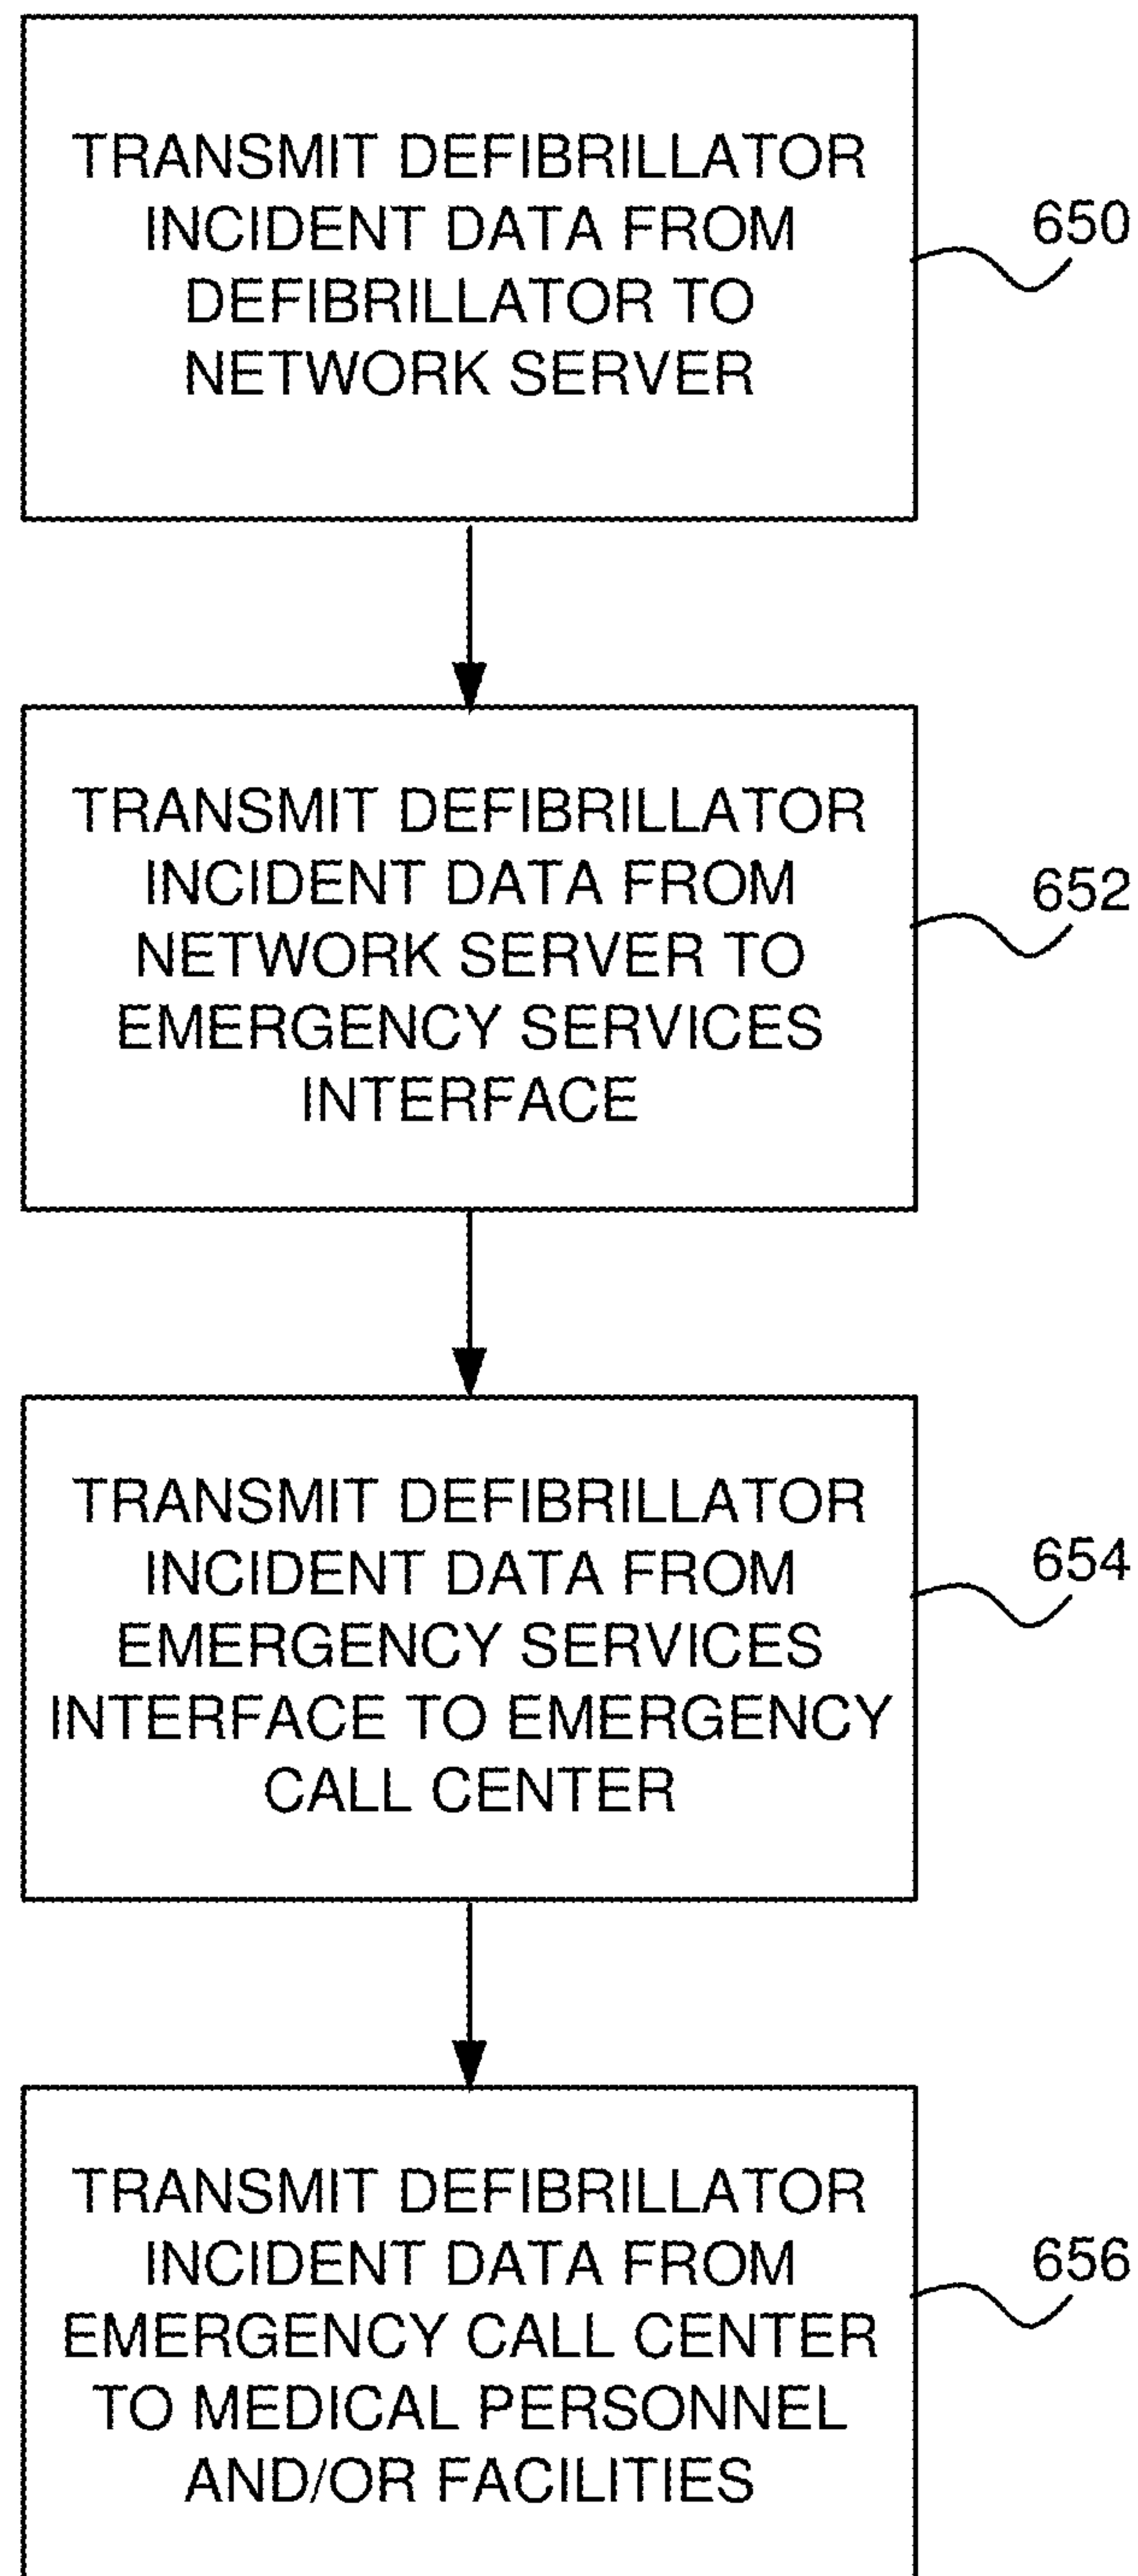 TRANSMIT DEFIBRILLATOR
INCIDENT DATA FROM
DEFIBRILLATOR TO
NETWORK SERVER
650
TRANSMIT DEFIBRILLATOR
INCIDENT DATA FROM
NETWORK SERVER TO
EMERGENCY SERVICES
INTERFACE
652
TRANSMIT DEFIBRILLATOR
INCIDENT DATA FROM
EMERGENCY SERVICES
INTERFACE TO EMERGENCY
CALL CENTER
654
TRANSMIT DEFIBRILLATOR
INCIDENT DATA FROM
EMERGENCY CALL CENTER
TO MEDICAL PERSONNEL
AND/OR FACILITIES
656